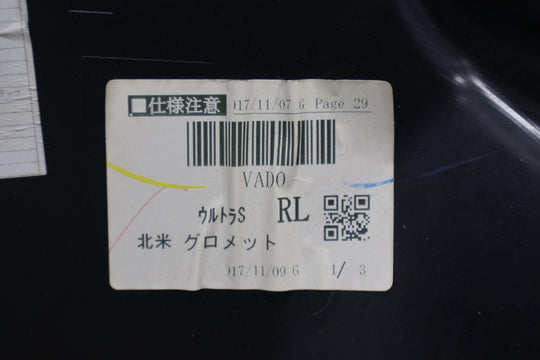 ■仕様注意 017/11/07 G Page 29
VADO
ウルトラS RL
北米 グロメット
017/11/09 G 1/ 3